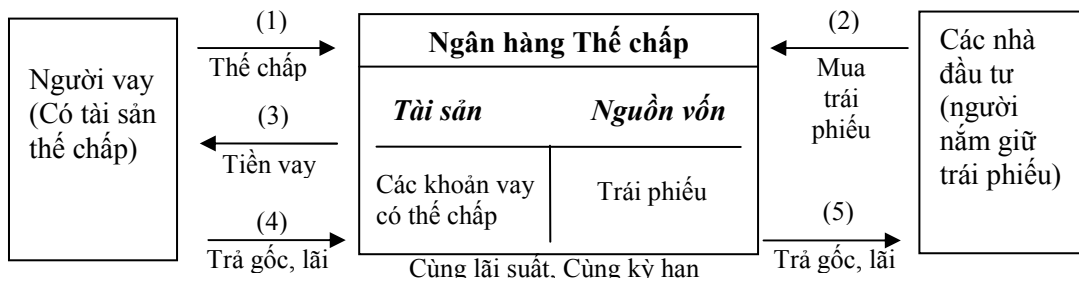 Người vay
(Có tài sản
thế chấp)
(1)
Thế chấp
(3)
Tiền vay
(4)
Trả gốc, lãi
Ngân hàng Thế chấp
Tài sản
Nguồn vốn
Các khoản vay
có thế chấp
Trái phiếu
Cùng lãi suất, Cùng kỳ hạn
(2)
Mua
trái
phiếu
(5)
Trả gốc, lãi
Các nhà
đầu tư
(người
nắm giữ
trái phiếu)